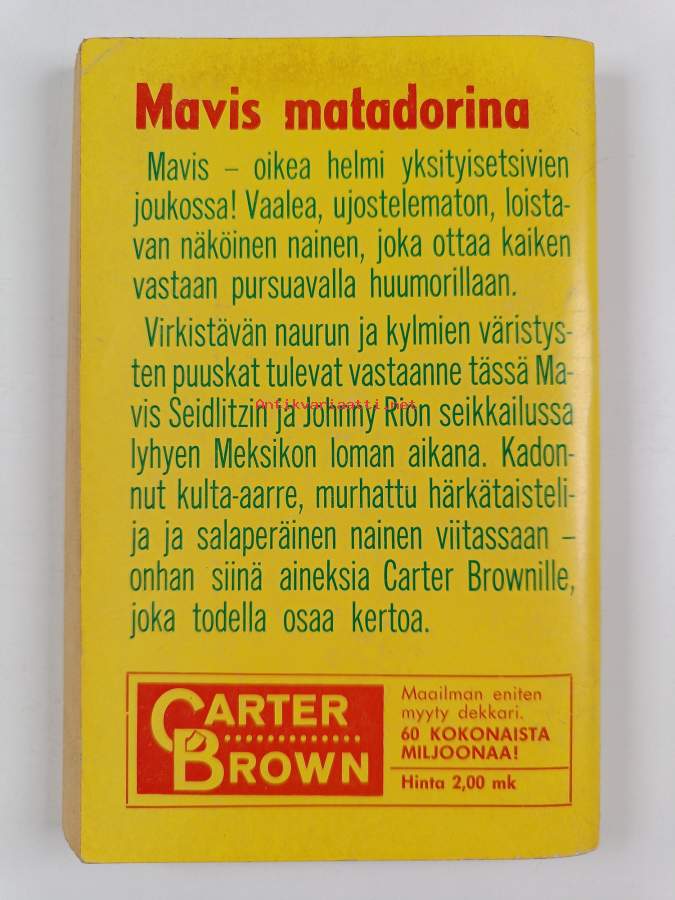 Mavis matadorina
Mavis – oikea helmi yksityisetsivien
joukossa! Vaalea, ujostelematon, loista-
van näköinen nainen, joka ottaa kaiken
vastaan pursuavalla huumorillaan.
Virkistävän naurun ja kylmien väristys-
ten puuskat tulevat vastaanne tässä Ma-
Antikvariaatti.net
vis Seidlitzin ja Johnny Rion seikkailussa
lyhyen Meksikon loman aikana. Kadon-
nut kulta-aarre, murhattu härkätaisteli-
ja ja salaperäinen nainen viitassaan –
onhan siinä aineksia Carter Brownille,
joka todella osaa kertoa.
CARTER
BROWN
Maailman eniten
myyty dekkari.
60 KOKONAISTA
MILJOONAA!
Hinta 2,00 mk